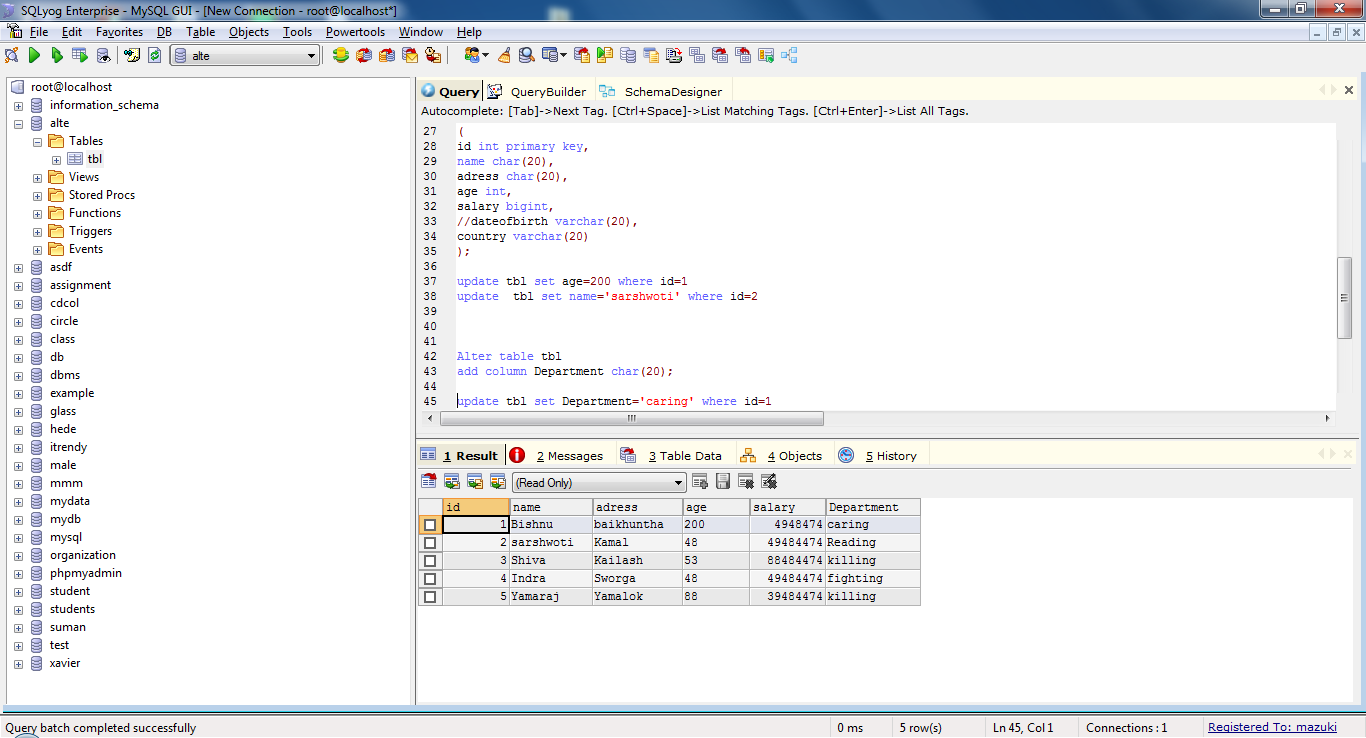 SQLyog Enterprise - MySQL GUI - [New Connection - root@localhost*]
File Edit Favorites DB Table Objects Tools Powertools Window Help
alte
root@localhost
information_schema
alte
Tables
tbl
Views
Stored Procs
Functions
Triggers
Events
asdf
assignment
cdcol
circle
class
db
dbms
example
glass
hede
itrendy
male
mmm
mydata
mydb
mysql
organization
phpmyadmin
student
students
suman
test
xavier
Query QueryBuilder SchemaDesigner
Autocomplete: [Tab]->Next Tag. [Ctrl+Space]->List Matching Tags. [Ctrl+Enter]->List All Tags.
27 (
28 id int primary key,
29 name char(20),
30 adress char(20),
31 age int,
32 salary bigint,
33 //dateofbirth varchar(20),
34 country varchar(20)
35 );
36
37 update tbl set age=200 where id=1
38 update  tbl set name='sarshwoti' where id=2
39
40
41
42 Alter table tbl
43 add column Department char(20);
44
45 update tbl set Department='caring' where id=1
1 Result 2 Messages 3 Table Data 4 Objects 5 History
(Read Only)
id name adress age salary Department
1 Bishnu baikhuntha 200 4948474 caring
2 sarshwoti Kamal 48 49484474 Reading
3 Shiva Kailash 53 88484474 killing
4 Indra Sworga 48 49484474 fighting
5 Yamaraj Yamalok 88 39484474 killing
Query batch completed successfully 0 ms 5 row(s) Ln 45, Col 1 Connections : 1 Registered To: mazuki